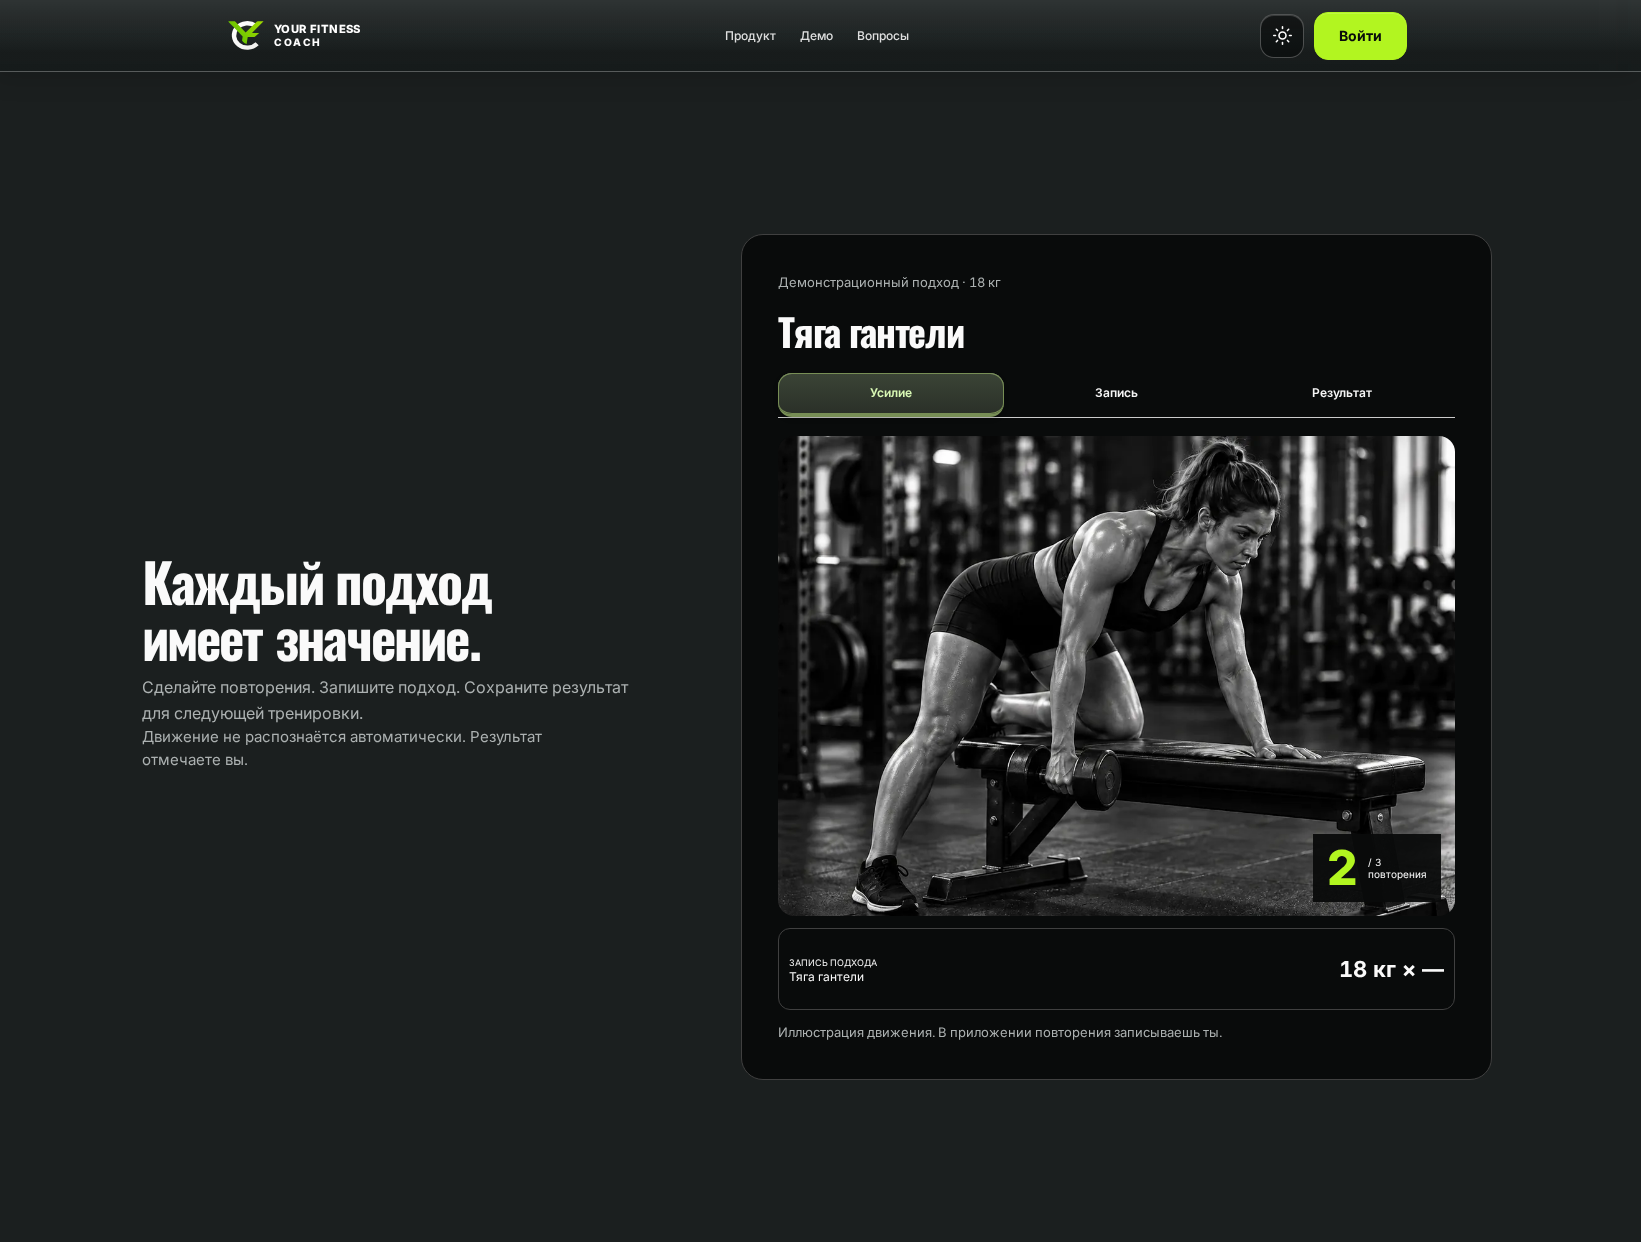 YOUR FITNESS
COACH
Продукт
Демо
Вопросы
Войти
Каждый подход
имеет значение.
Сделайте повторения. Запишите подход. Сохраните результат
для следующей тренировки.
Движение не распознаётся автоматически. Результат
отмечаете вы.
Демонстрационный подход · 18 кг
Тяга гантели
Усилие
Запись
Результат
2
/ 3
повторения
ЗАПИСЬ ПОДХОДА
Тяга гантели
18 кг × —
Иллюстрация движения. В приложении повторения записываешь ты.